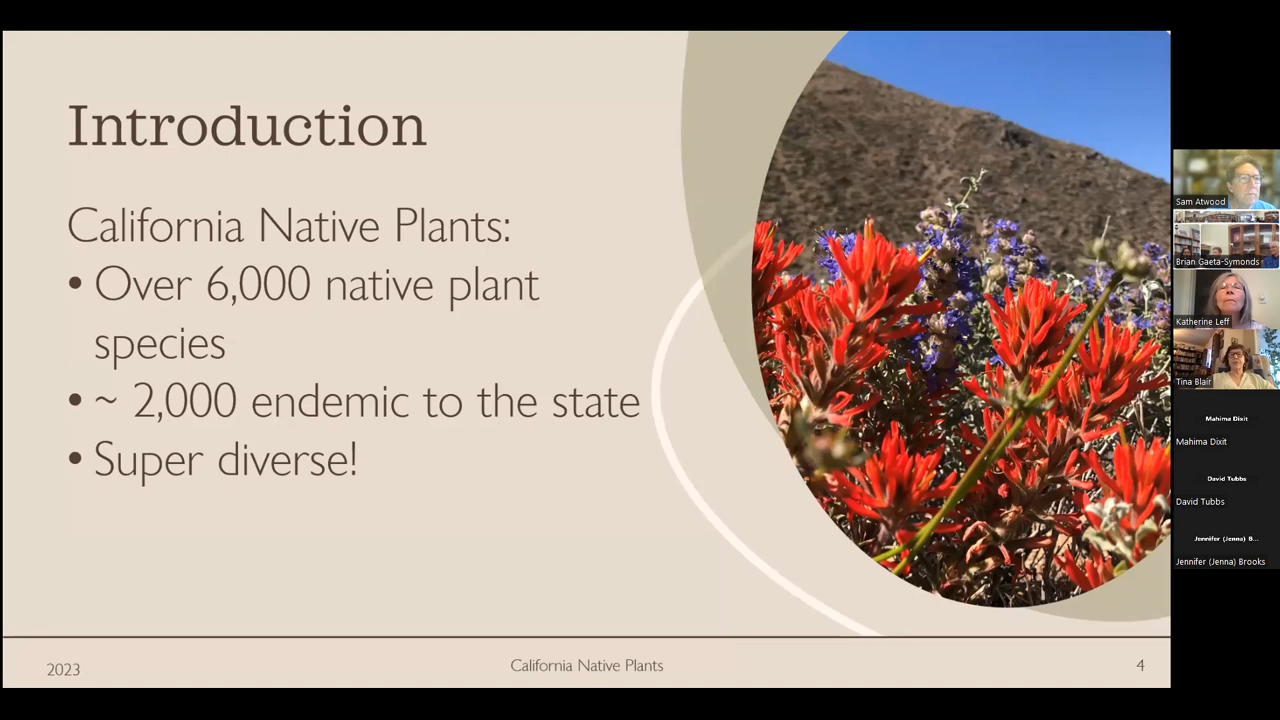 Introduction
California Native Plants:
• Over 6,000 native plant
species
• ~ 2,000 endemic to the state
• Super diverse!
2023
California Native Plants
4
Sam Atwood
Brian Gaeta-Symonds
Katherine Leff
Tina Blair
Mahima Dixit
Mahima Dixit
David Tubbs
David Tubbs
Jennifer (Jenna) B...
Jennifer (Jenna) Brooks